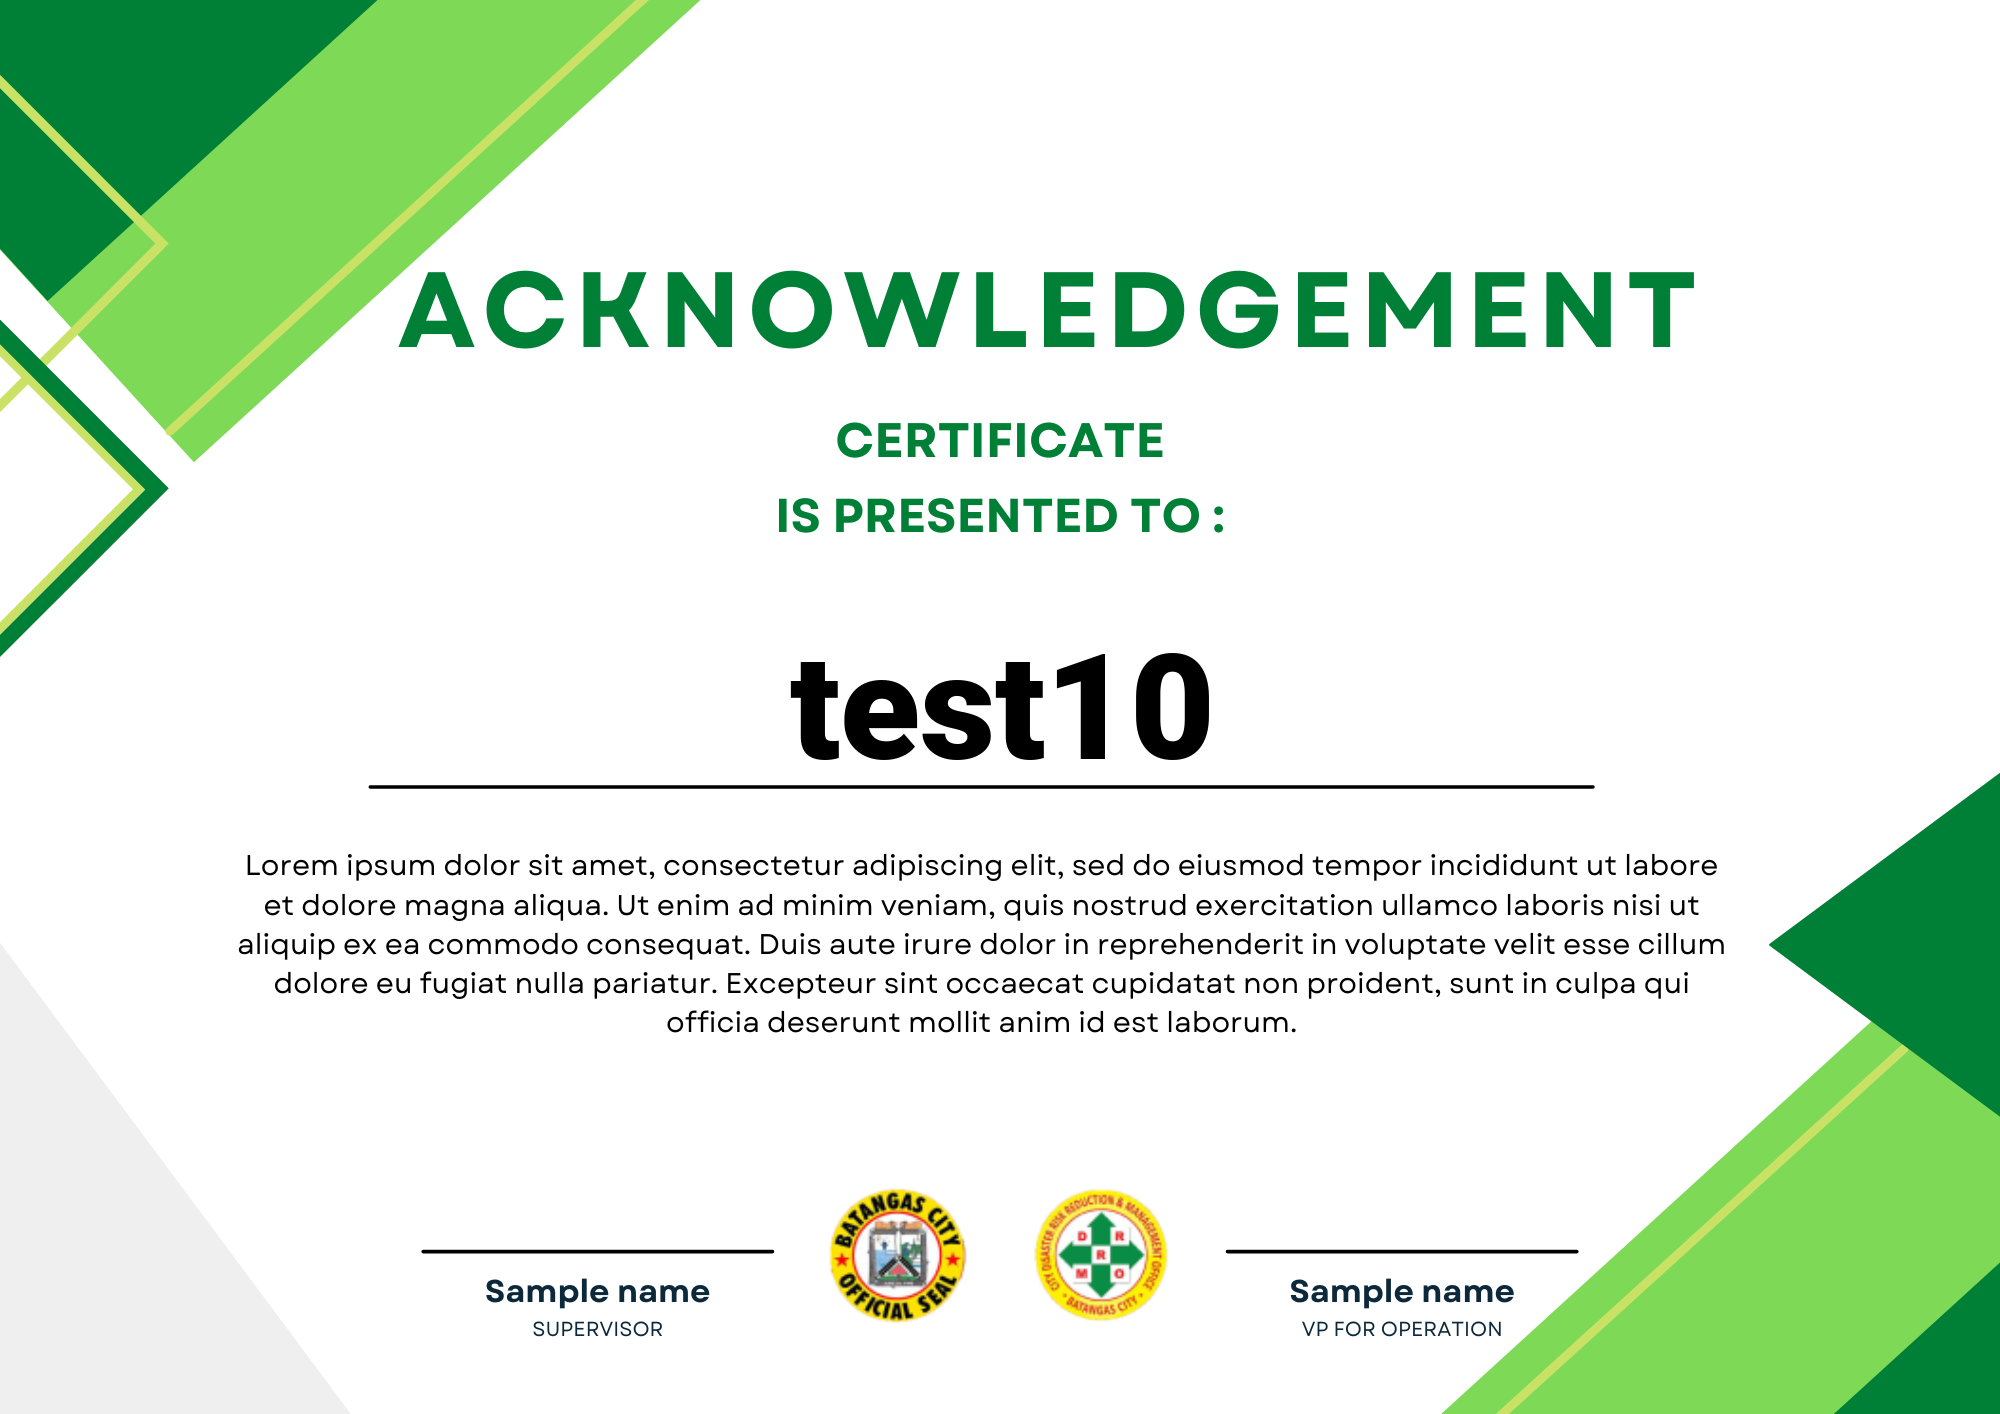 ACKNOWLEDGEMENT
CERTIFICATE
IS PRESENTED TO :
test10
Lorem ipsum dolor sit amet, consectetur adipiscing elit, sed do eiusmod tempor incididunt ut labore
et dolore magna aliqua. Ut enim ad minim veniam, quis nostrud exercitation ullamco laboris nisi ut
aliquip ex ea commodo consequat. Duis aute irure dolor in reprehenderit in voluptate velit esse cillum
dolore eu fugiat nulla pariatur. Excepteur sint occaecat cupidatat non proident, sunt in culpa qui
officia deserunt mollit anim id est laborum.
Sample name
SUPERVISOR
BATANGAS CITY
OFFICIAL SEAL
CITY DISASTER RISK REDUCTION & MANAGEMENT OFFICE
D R
R
M O
BATANGAS CITY
Sample name
VP FOR OPERATION